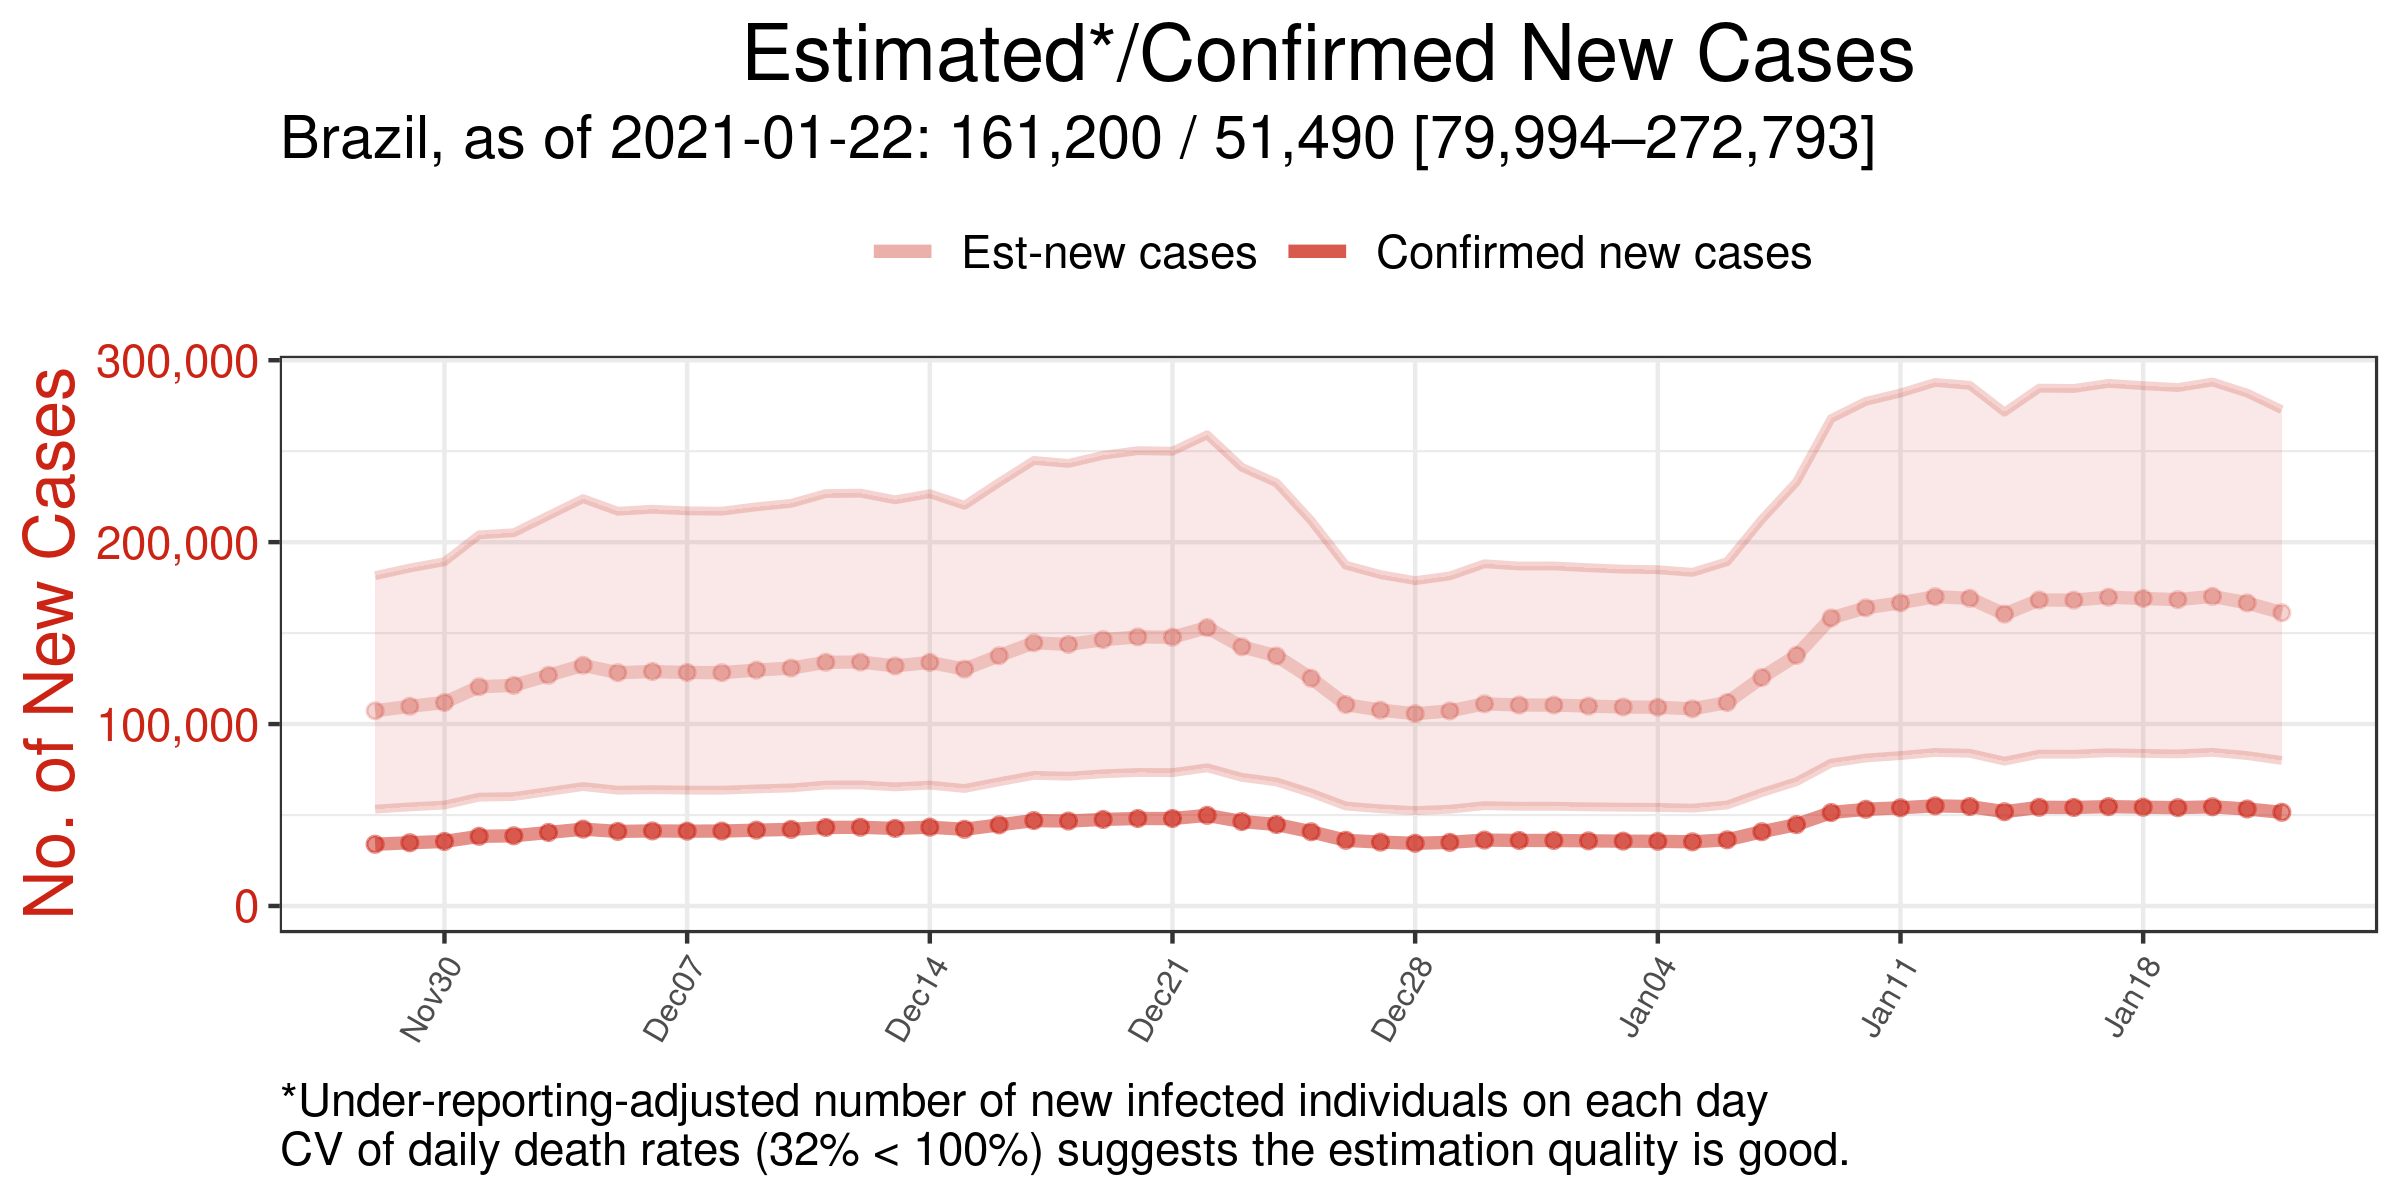 Estimated*/Confirmed New Cases
Brazil, as of 2021-01-22: 161,200 / 51,490 [79,994–272,793]
Est-new cases
Confirmed new cases
No. of New Cases
300,000
200,000
100,000
0
Nov30
Dec07
Dec14
Dec21
Dec28
Jan04
Jan11
Jan18
*Under-reporting-adjusted number of new infected individuals on each day
CV of daily death rates (32% < 100%) suggests the estimation quality is good.